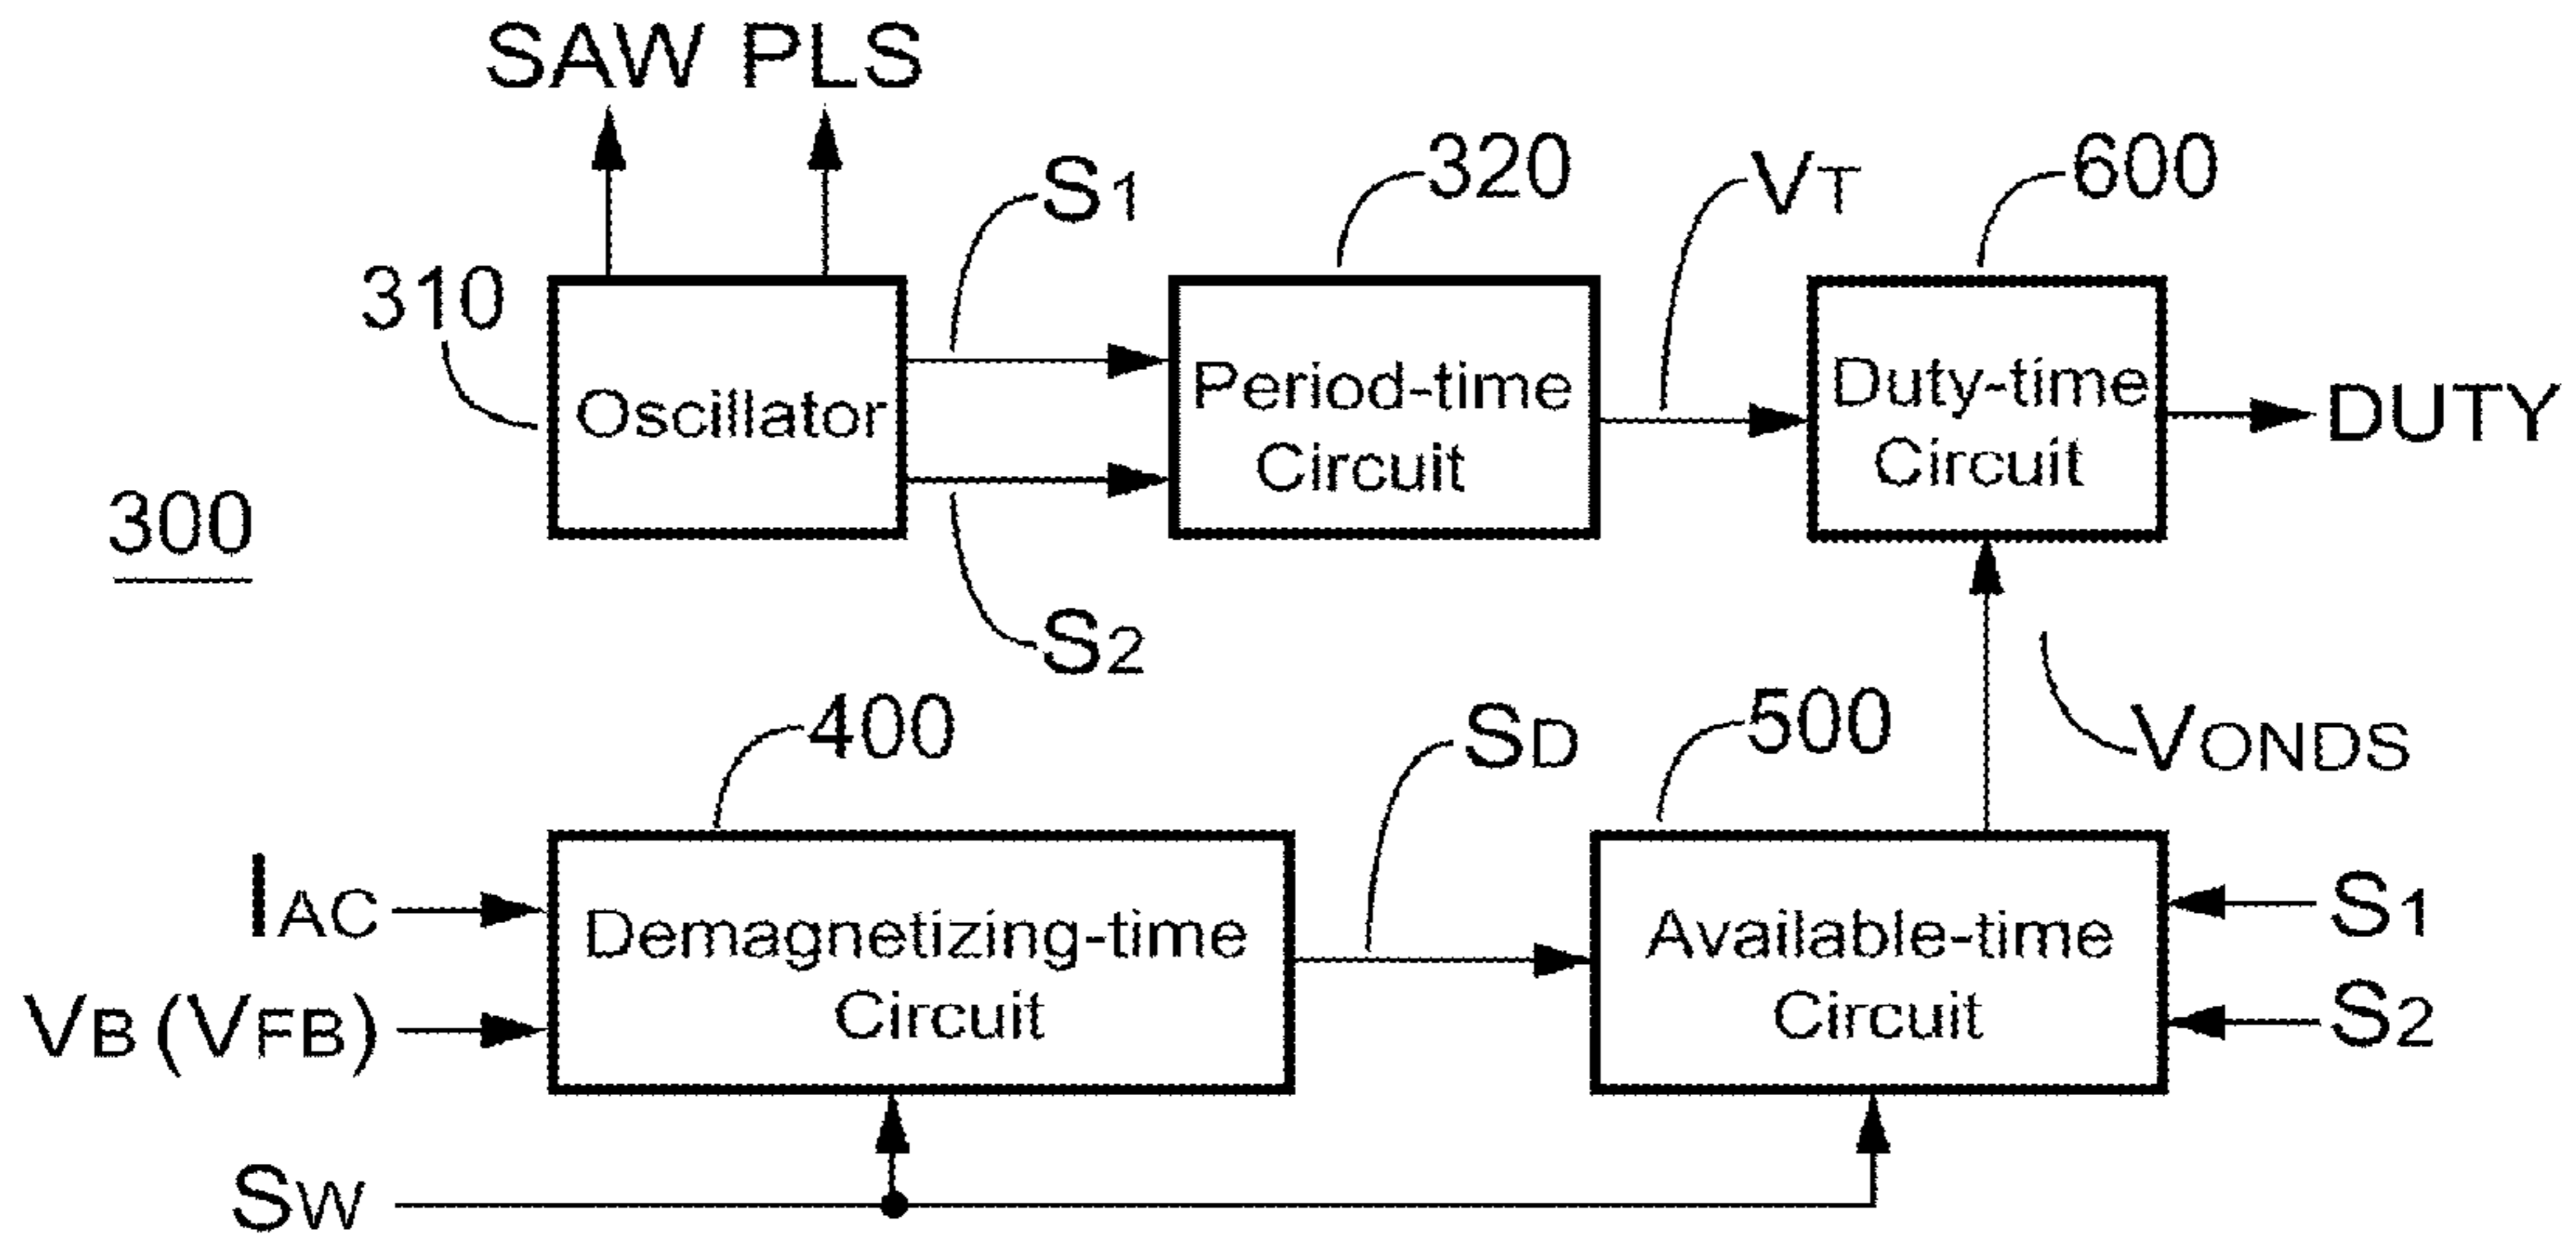 SAW PLS
S1
320
VT
600
310
Oscillator
Period-time
Circuit
Duty-time
Circuit
DUTY
300
S2
400
SD
500
VONDS
IAC
Demagnetizing-time
Circuit
Available-time
Circuit
S1
VB (VFB)
S2
SW